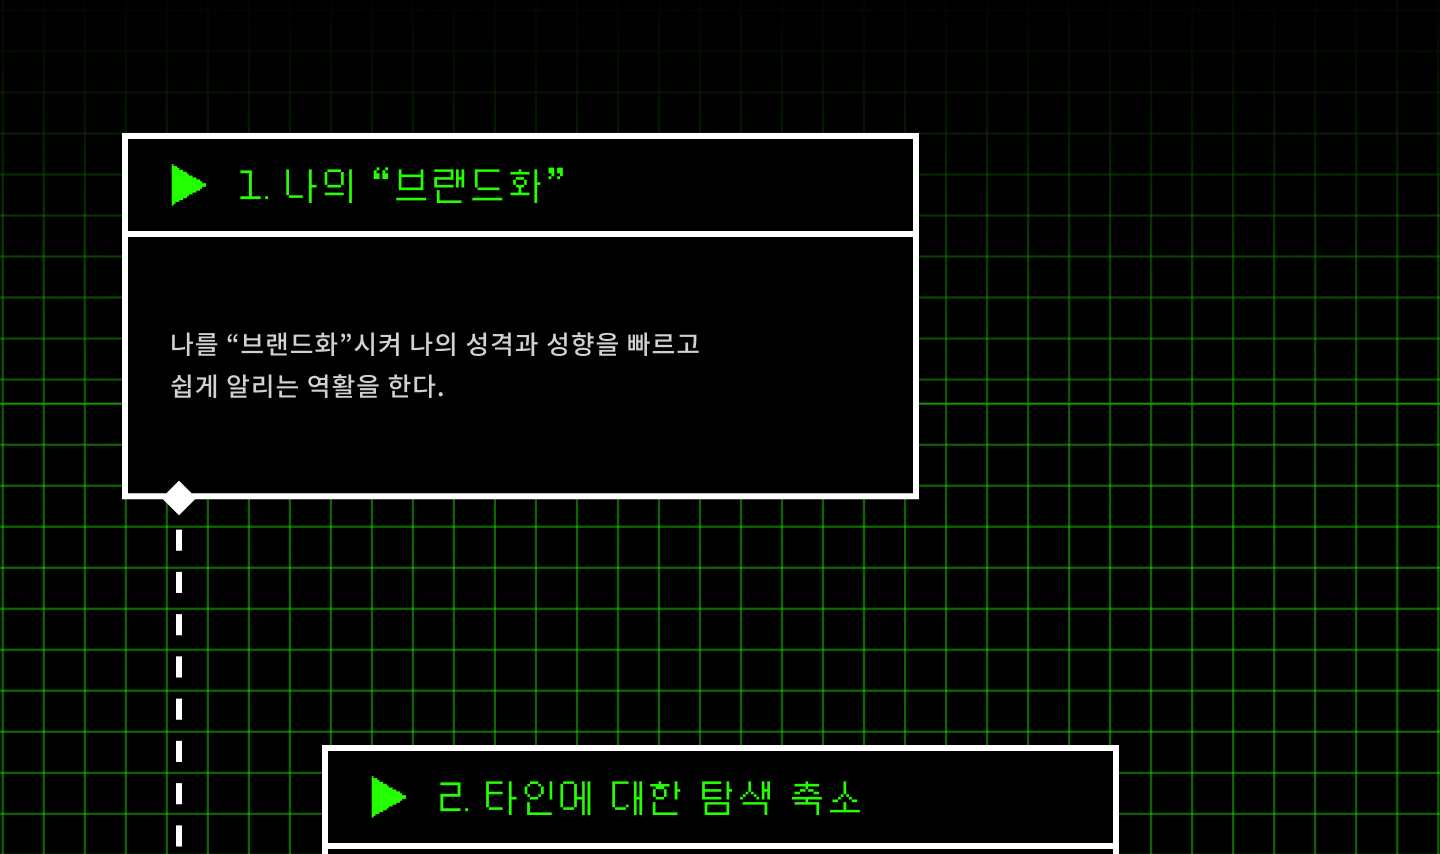 1. 나의 “브랜드화”
나를 “브랜드화”시켜 나의 성격과 성향을 빠르고
쉽게 알리는 역활을 한다.
2. 타인에 대한 탐색 축소